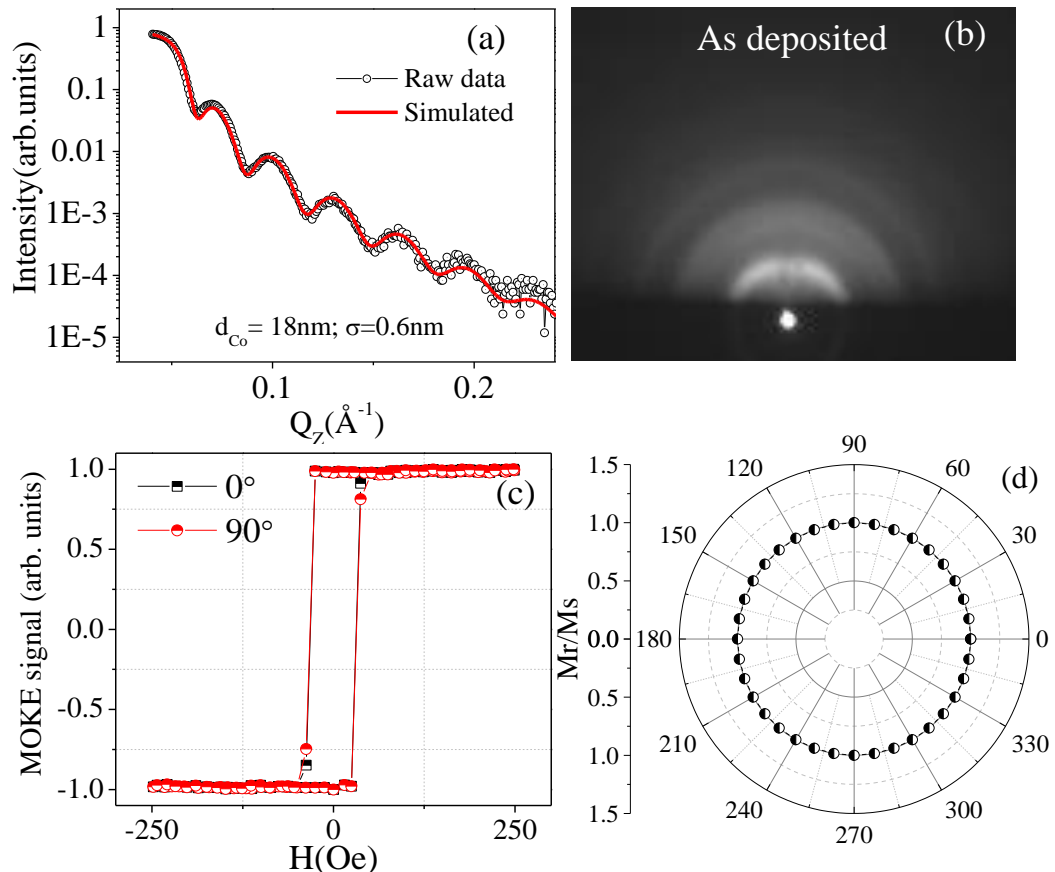 (a)
Raw data
Simulated
1
0.1
0.01
1E-3
1E-4
1E-5
Intensity(arb.units)
d_Co = 18nm; σ=0.6nm
0.1
0.2
Q_Z(Å⁻¹)
As deposited
(b)
(c)
0°
90°
1.0
0.5
0.0
-0.5
-1.0
MOKE signal (arb. units)
-250
0
250
H(Oe)
(d)
1.5
1.0
0.5
0.0
0.5
1.0
1.5
Mr/Ms
90
60
30
0
330
300
270
240
210
180
150
120